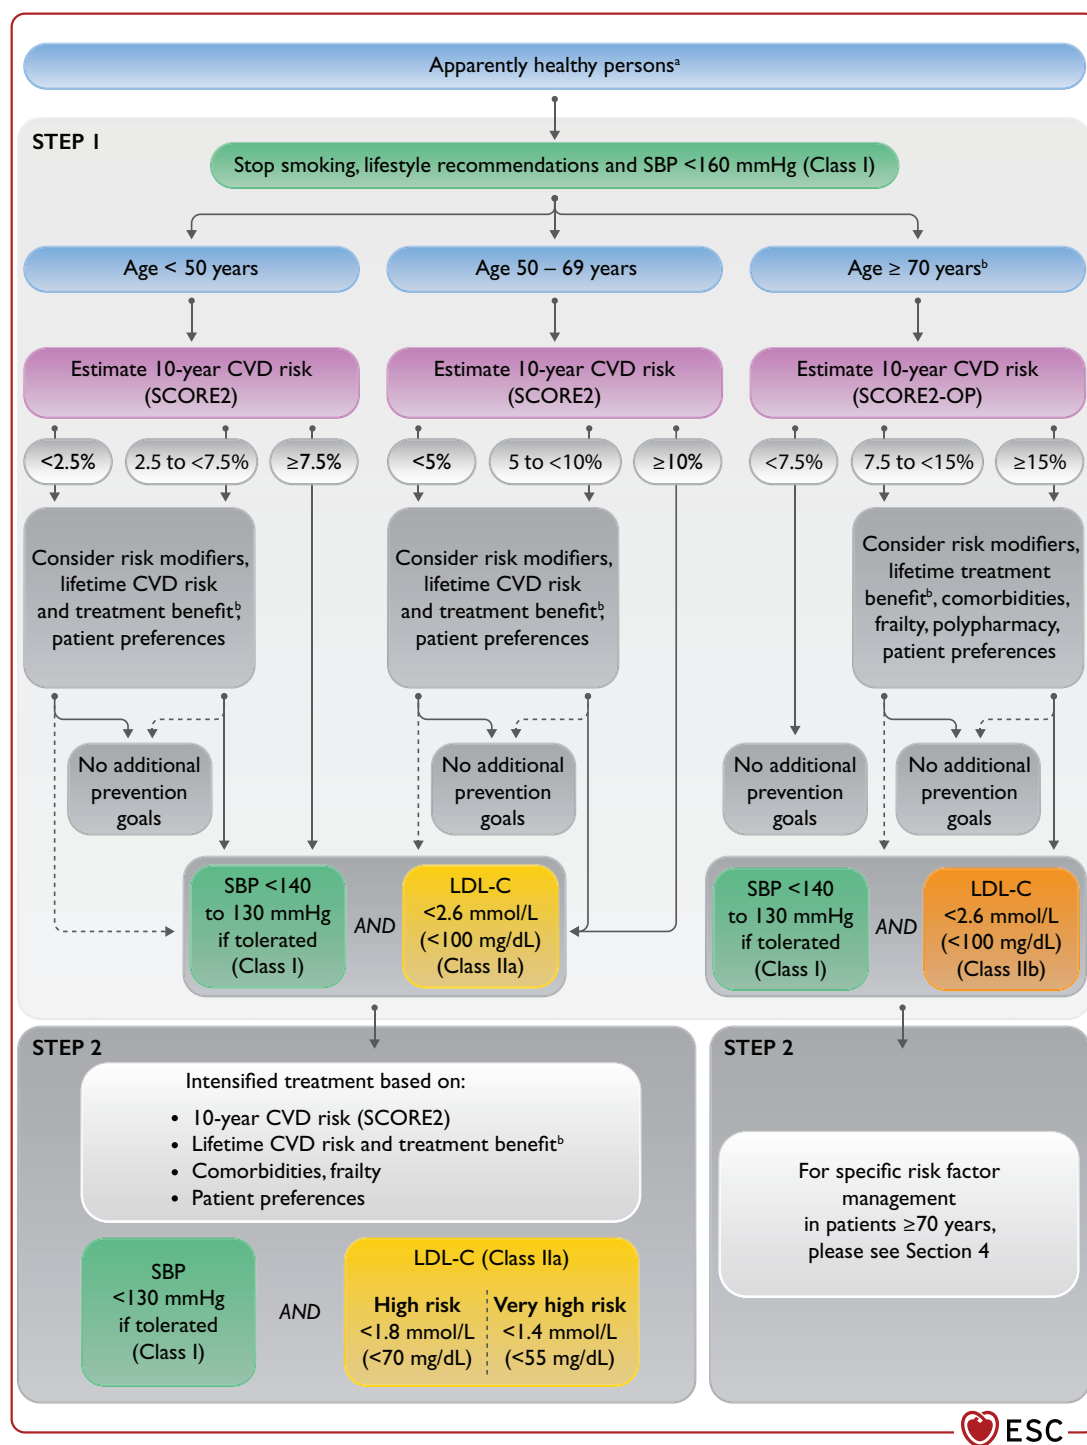 Apparently healthy personsᵃ
STEP 1
Stop smoking, lifestyle recommendations and SBP <160 mmHg (Class I)
Age < 50 years
Age 50 – 69 years
Age ≥ 70 yearsᵇ
Estimate 10-year CVD risk
(SCORE2)
Estimate 10-year CVD risk
(SCORE2)
Estimate 10-year CVD risk
(SCORE2-OP)
<2.5%
2.5 to <7.5%
≥7.5%
<5%
5 to <10%
≥10%
<7.5%
7.5 to <15%
≥15%
Consider risk modifiers,
lifetime CVD risk
and treatment benefitᵇ,
patient preferences
Consider risk modifiers,
lifetime CVD risk
and treatment benefitᵇ,
patient preferences
Consider risk modifiers,
lifetime treatment
benefitᵇ, comorbidities,
frailty, polypharmacy,
patient preferences
No additional
prevention
goals
No additional
prevention
goals
No additional
prevention
goals
No additional
prevention
goals
SBP <140
to 130 mmHg
if tolerated
(Class I)
AND
LDL-C
<2.6 mmol/L
(<100 mg/dL)
(Class IIa)
SBP <140
to 130 mmHg
if tolerated
(Class I)
AND
LDL-C
<2.6 mmol/L
(<100 mg/dL)
(Class IIb)
STEP 2
Intensified treatment based on:
• 10-year CVD risk (SCORE2)
• Lifetime CVD risk and treatment benefitᵇ
• Comorbidities, frailty
• Patient preferences
SBP
<130 mmHg
if tolerated
(Class I)
AND
LDL-C (Class IIa)
High risk
<1.8 mmol/L
(<70 mg/dL)
Very high risk
<1.4 mmol/L
(<55 mg/dL)
STEP 2
For specific risk factor
management
in patients ≥70 years,
please see Section 4
ESC